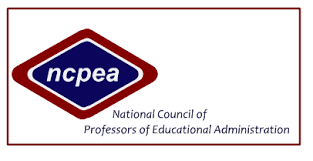 ncpea
National Council of
Professors of Educational Administration